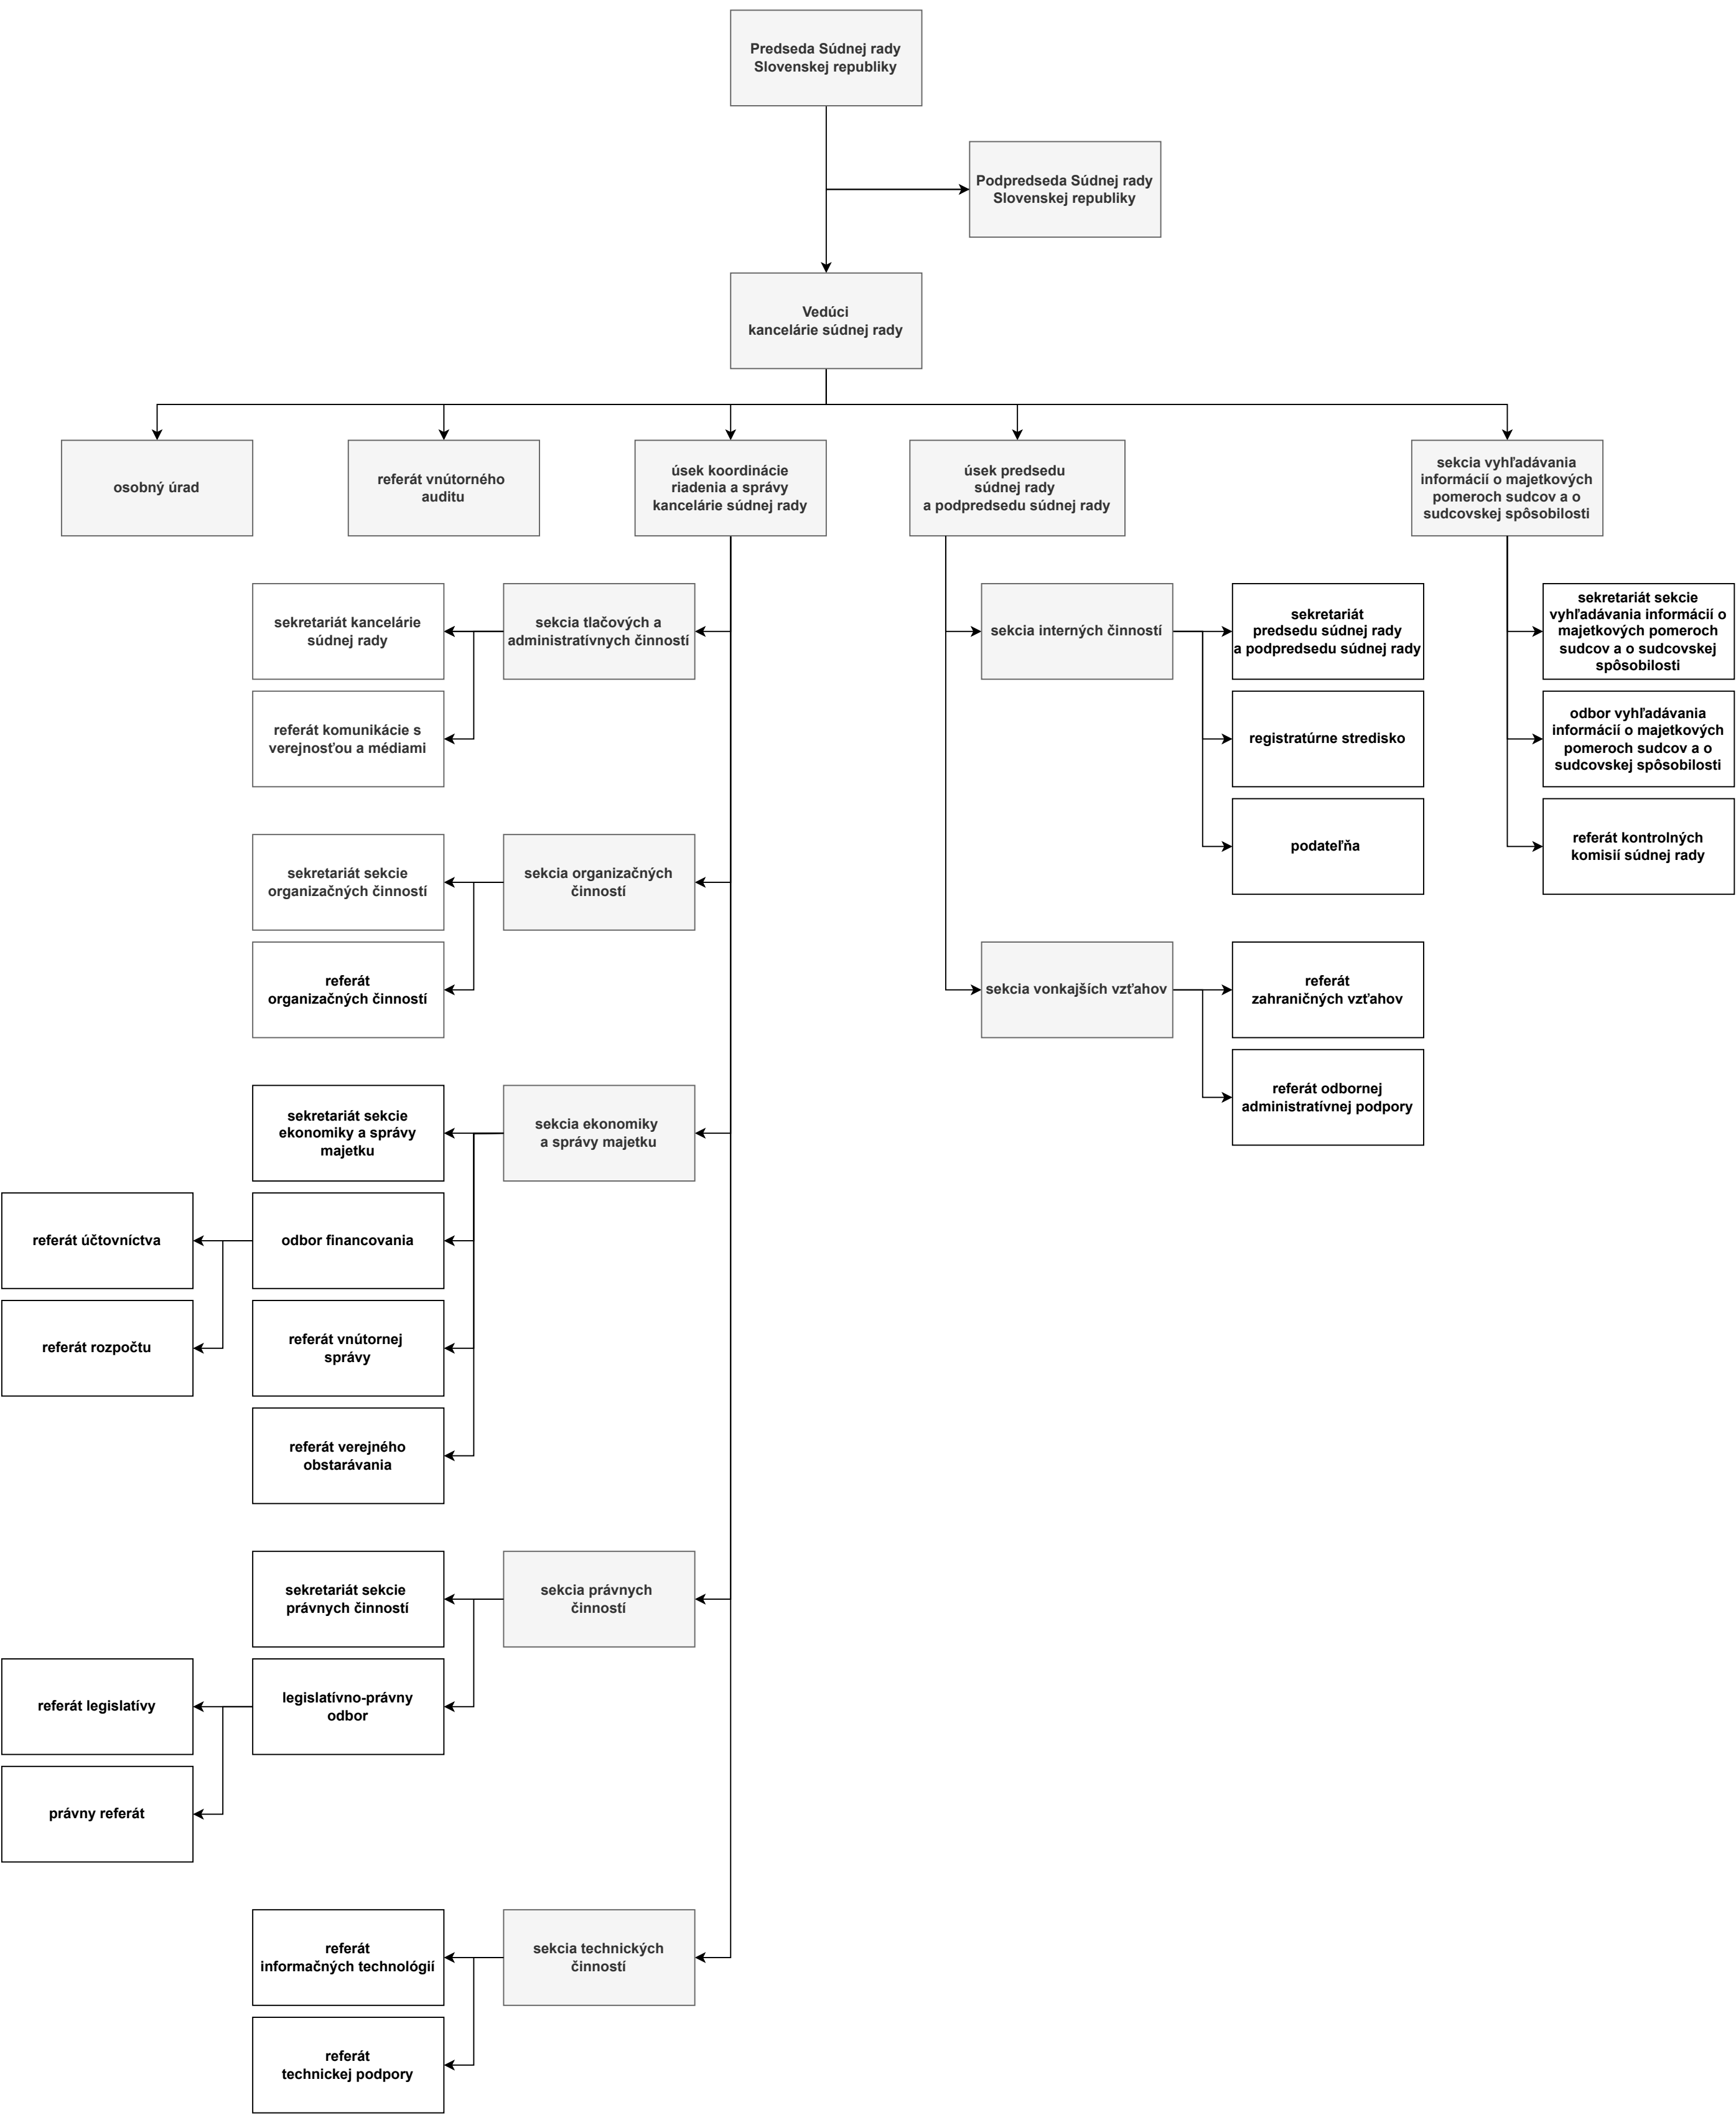 Predseda Súdnej rady
Slovenskej republiky
Podpredseda Súdnej rady
Slovenskej republiky
Vedúci
kancelárie súdnej rady
osobný úrad
referát vnútorného
auditu
úsek koordinácie
riadenia a správy
kancelárie súdnej rady
úsek predsedu
súdnej rady
a podpredsedu súdnej rady
sekcia vyhľadávania
informácií o majetkových
pomeroch sudcov a o
sudcovskej spôsobilosti
sekretariát kancelárie
súdnej rady
sekcia tlačových a
administratívnych činností
referát komunikácie s
verejnosťou a médiami
sekretariát sekcie
organizačných činností
sekcia organizačných
činností
referát
organizačných činností
sekretariát sekcie
ekonomiky a správy
majetku
sekcia ekonomiky
a správy majetku
referát účtovníctva
odbor financovania
referát rozpočtu
referát vnútornej
správy
referát verejného
obstarávania
sekretariát sekcie
právnych činností
sekcia právnych
činností
referát legislatívy
legislatívno-právny
odbor
právny referát
referát
informačných technológií
sekcia technických
činností
referát
technickej podpory
sekcia interných činností
sekretariát
predsedu súdnej rady
a podpredsedu súdnej rady
registratúrne stredisko
podateľňa
sekcia vonkajších vzťahov
referát
zahraničných vzťahov
referát odbornej
administratívnej podpory
sekretariát sekcie
vyhľadávania informácií o
majetkových pomeroch
sudcov a o sudcovskej
spôsobilosti
odbor vyhľadávania
informácií o majetkových
pomeroch sudcov a o
sudcovskej spôsobilosti
referát kontrolných
komisií súdnej rady